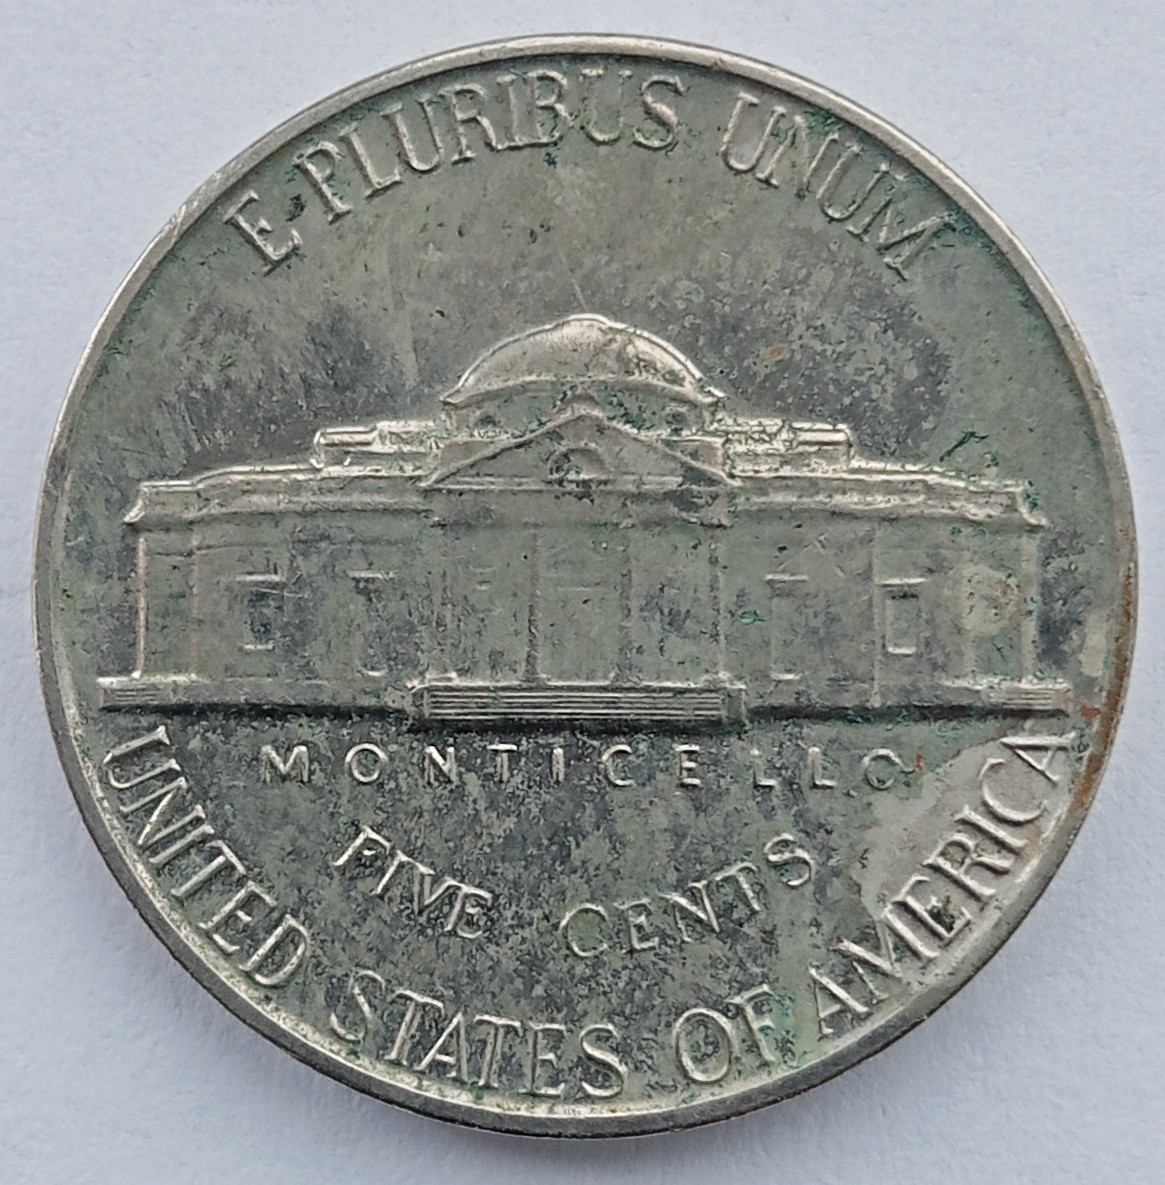 E PLURIBUS UNUM
MONTICELLO
FIVE CENTS
UNITED STATES OF AMERICA